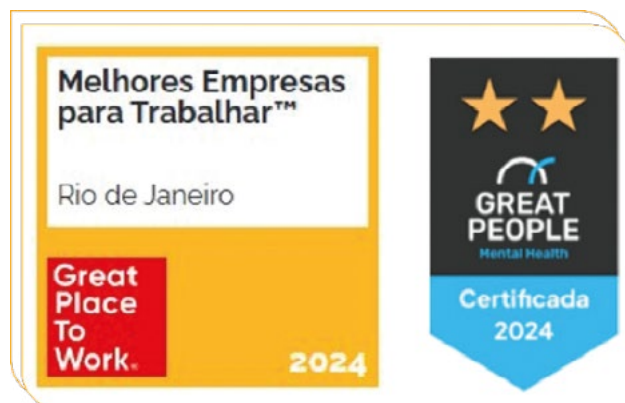 Melhores Empresas
para Trabalhar™
Rio de Janeiro
Great
Place
To
Work.
2024
GREAT
PEOPLE
Mental Health
Certificada
2024